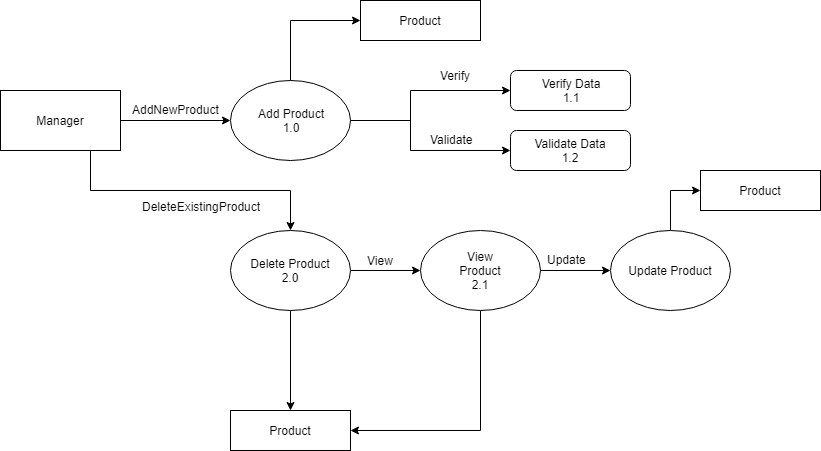 Product
Verify
Verify Data
1.1
Manager
AddNewProduct
Add Product
1.0
Validate
Validate Data
1.2
Product
DeleteExistingProduct
Delete Product
2.0
View
View
Product
2.1
Update
Update Product
Product